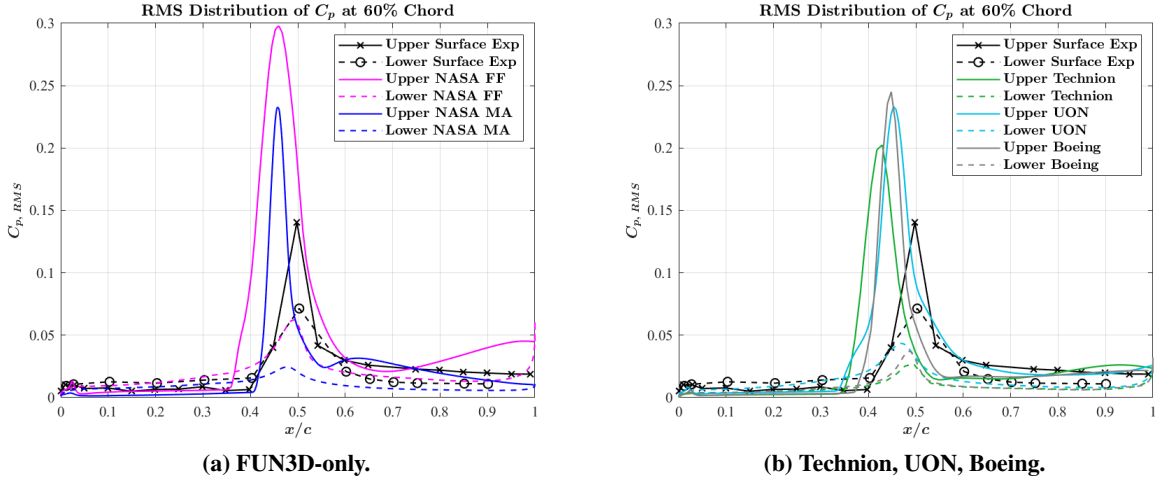 RMS Distribution of Cp at 60% Chord
0.3
0.25
0.2
0.15
0.1
0.05
0
Cp, RMS
0 0.1 0.2 0.3 0.4 0.5 0.6 0.7 0.8 0.9 1
x/c
Upper Surface Exp
Lower Surface Exp
Upper NASA FF
Lower NASA FF
Upper NASA MA
Lower NASA MA
(a) FUN3D-only.
RMS Distribution of Cp at 60% Chord
0.3
0.25
0.2
0.15
0.1
0.05
0
Cp, RMS
0 0.1 0.2 0.3 0.4 0.5 0.6 0.7 0.8 0.9 1
x/c
Upper Surface Exp
Lower Surface Exp
Upper Technion
Lower Technion
Upper UON
Lower UON
Upper Boeing
Lower Boeing
(b) Technion, UON, Boeing.